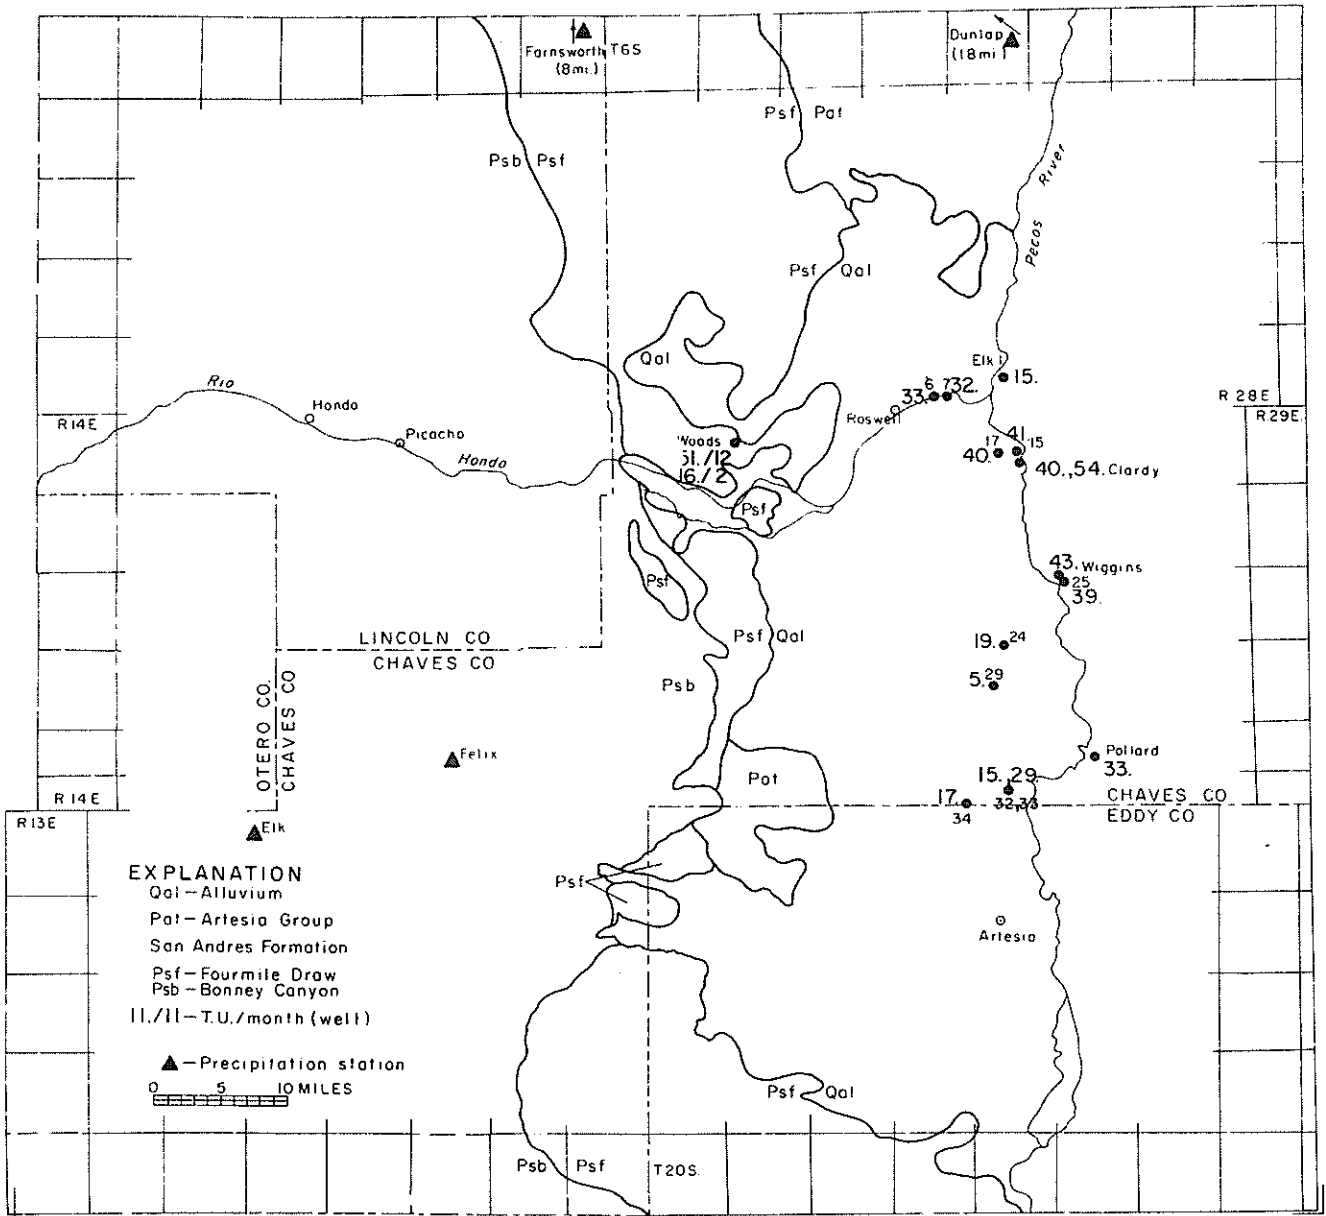 Farnsworth T6S
(8mi.)
Dunlap
(18mi.)
Psf Pat
Psb Psf
Pecos River
Psf Qal
Qal
Elk 1
15.
Rio
Hondo
Picacho
Hondo
R14E
R 28E
R29E
33. 6 7 32.
Roswell
Woods
51./12
16./2
17
40.
41. 15
40.,54. Clardy
Psf
Psf
43. Wiggins
25
39.
LINCOLN CO
CHAVES CO
Psf Qal
19. 24
5. 29
Psb
OTERO CO.
CHAVES CO
Felix
Pat
Pollard
33.
15. 29.
32,33
17.
34
CHAVES CO
EDDY CO
R 14 E
R 13 E
Elk
EXPLANATION
Qal—Alluvium
Pat—Artesia Group
San Andres Formation
Psf—Fourmile Draw
Psb—Bonney Canyon
11./11—T.U./month (well)
▲—Precipitation station
0 5 10 MILES
Psf
Artesia
Psf Qal
Psb Psf
T20S